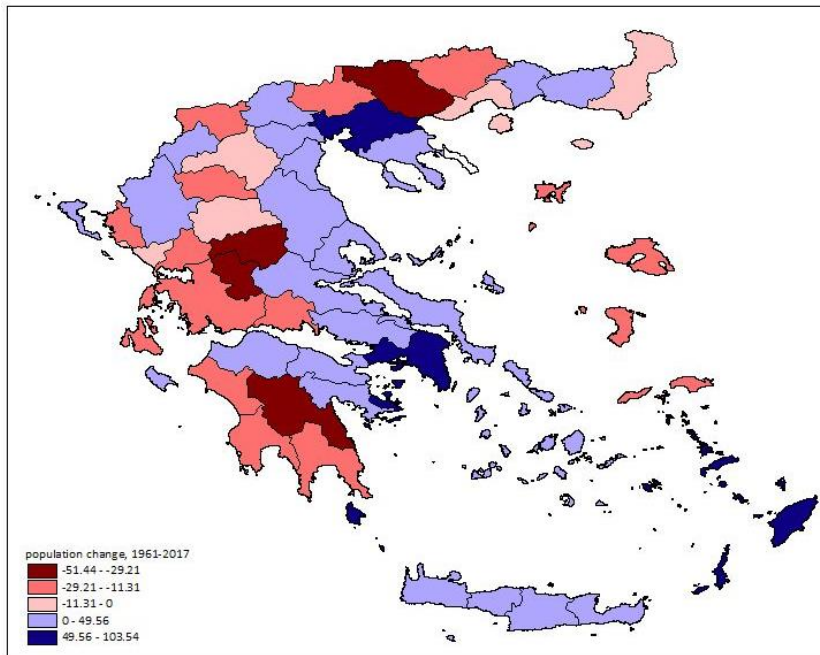 population change, 1961-2017
-51.44 - -29.21
-29.21 - -11.31
-11.31 - 0
0 - 49.56
49.56 - 103.54